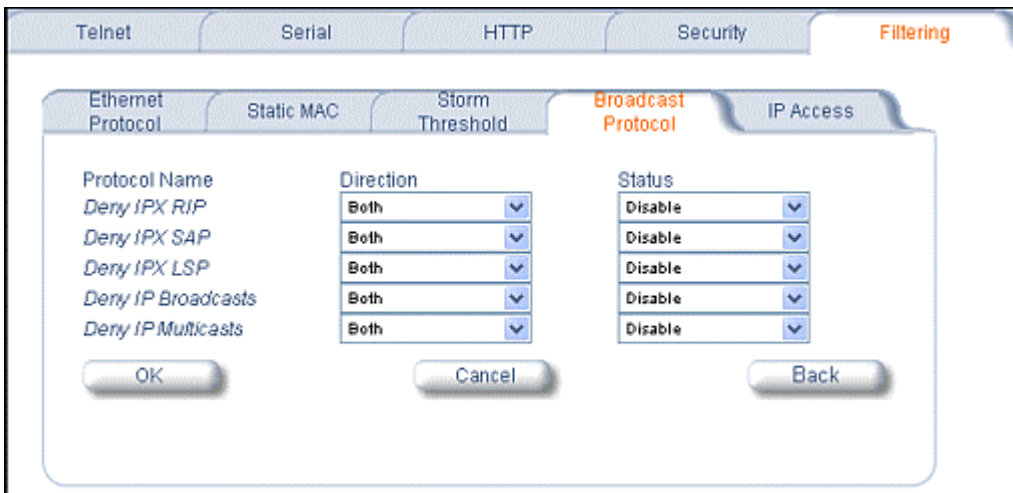 Telnet Serial HTTP Security Filtering
Ethernet Protocol Static MAC Storm Threshold Broadcast Protocol IP Access
Protocol Name Direction Status
Deny IPX RIP Both Disable
Deny IPX SAP Both Disable
Deny IPX LSP Both Disable
Deny IP Broadcasts Both Disable
Deny IP Multicasts Both Disable
OK Cancel Back